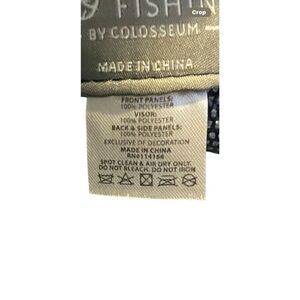 FISHIN
Crop
BY COLOSSEUM
MADE IN CHINA
FRONT PANELS:
100% POLYESTER
VISOR:
100% POLYESTER
BACK & SIDE PANELS:
100% POLYESTER
EXCLUSIVE OF DECORATION
MADE IN CHINA
RN#114166
SPOT CLEAN & AIR DRY ONLY.
DO NOT BLEACH. DO NOT IRON